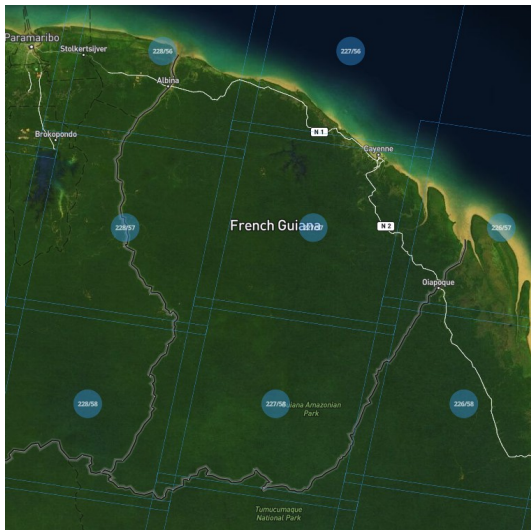 Paramaribo
Stolkertsijver
228/56
227/56
Albina
Brokopondo
N 1
Cayenne
228/57
French Guiana
N 2
226/57
Oiapoque
228/58
227/58
Amazonian
Park
226/58
Tumucumaque
National Park